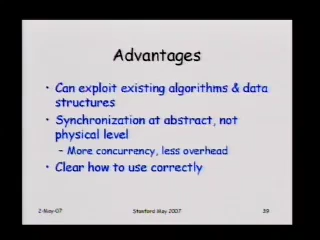 Advantages
• Can exploit existing algorithms & data
structures
• Synchronization at abstract, not
physical level
– More concurrency, less overhead
• Clear how to use correctly
2-May-07 Stanford May 2007 39